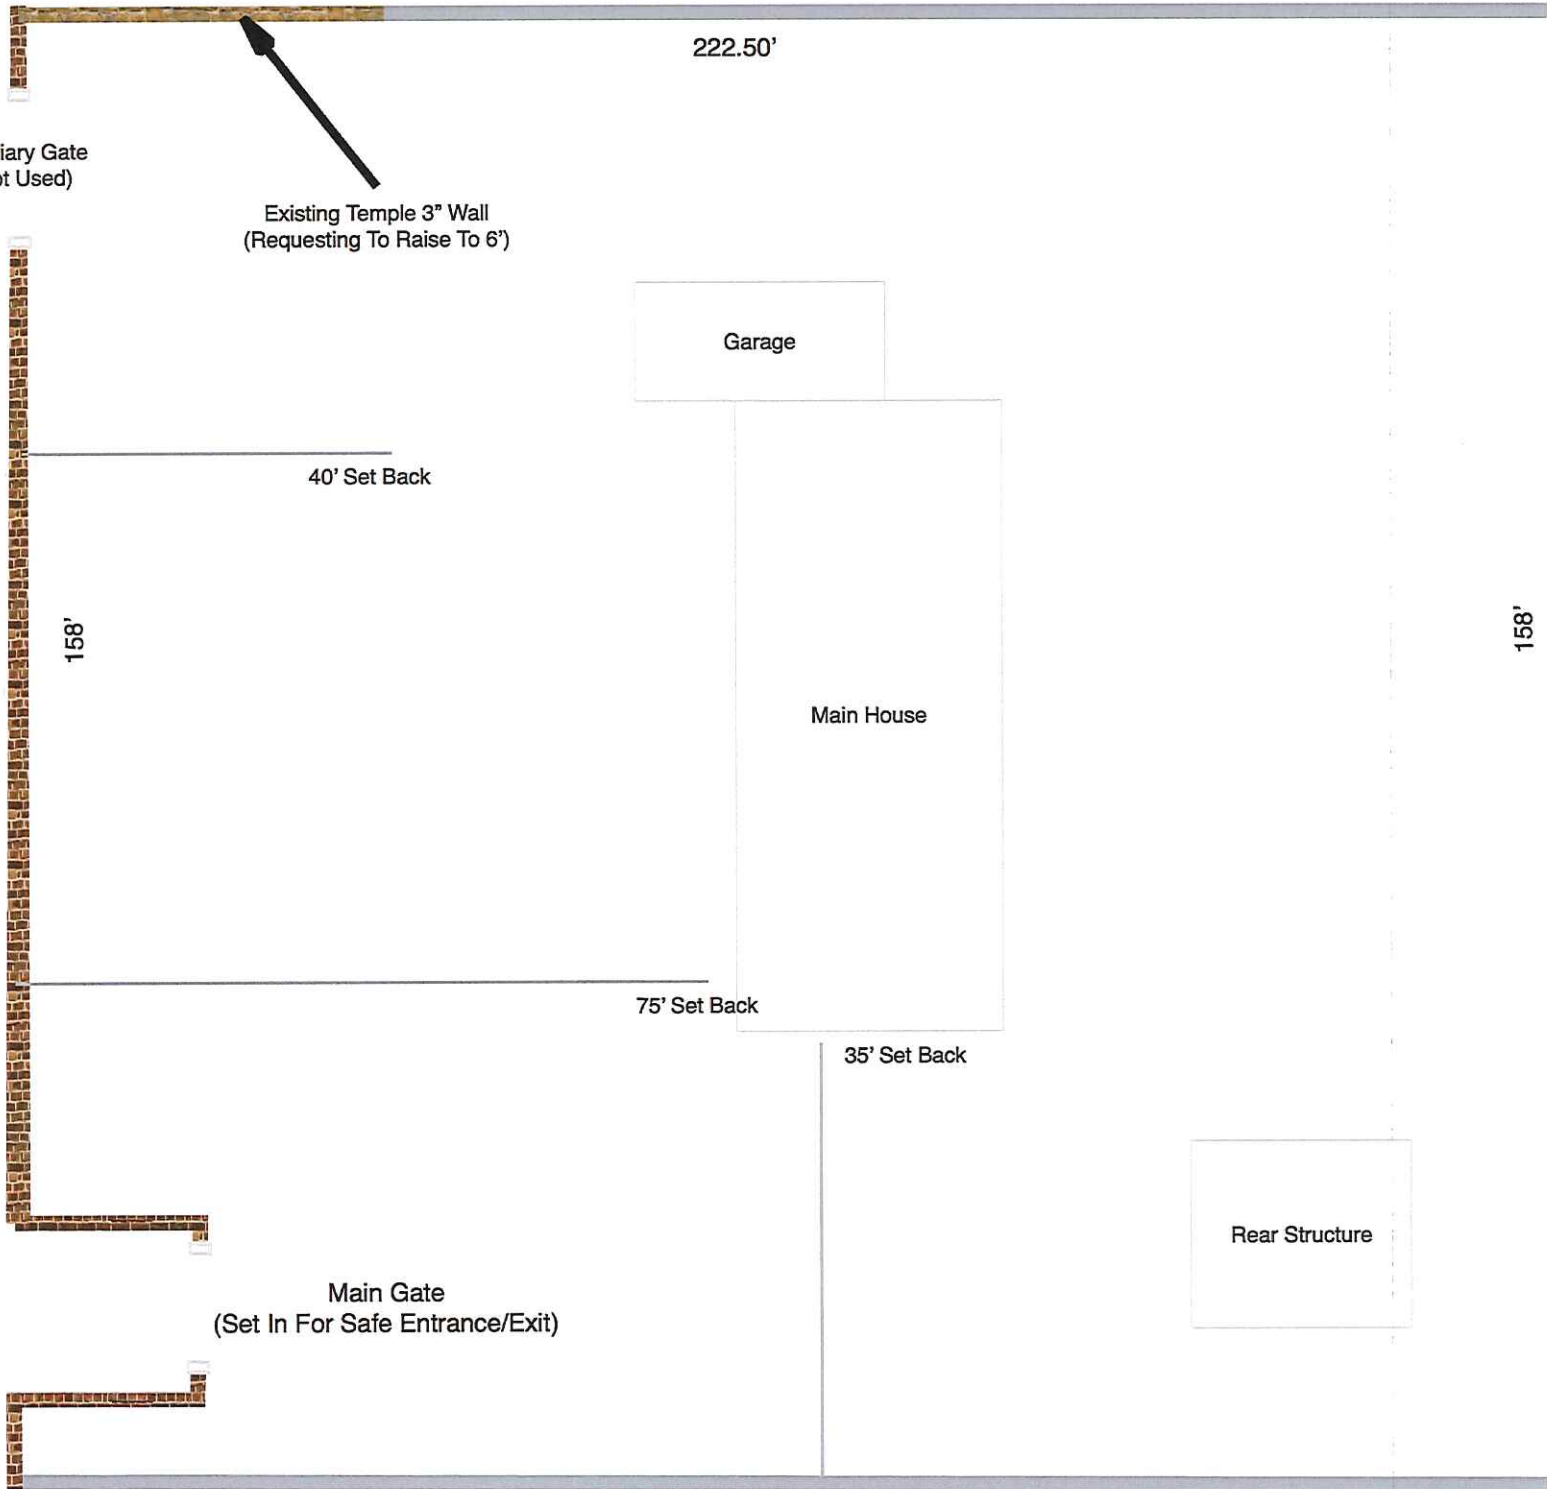 222.50'
iary Gate
ot Used)
Existing Temple 3” Wall
(Requesting To Raise To 6’)
Garage
40’ Set Back
158'
158'
Main House
75’ Set Back
35’ Set Back
Rear Structure
Main Gate
(Set In For Safe Entrance/Exit)